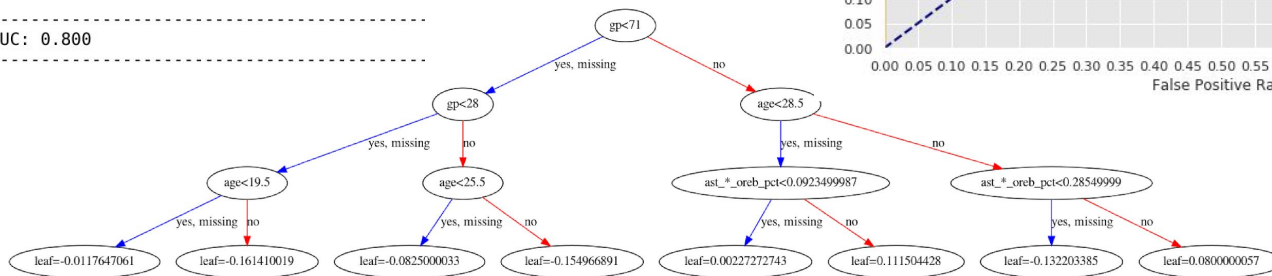 UC: 0.800
0.10
0.05
0.00
0.00 0.05 0.10 0.15 0.20 0.25 0.30 0.35 0.40 0.45 0.50 0.55
False Positive Ra
gp<71
yes, missing
no
gp<28
age<28.5
yes, missing
no
yes, missing
no
age<19.5
age<25.5
ast_*_oreb_pct<0.0923499987
ast_*_oreb_pct<0.28549999
yes, missing
no
yes, missing
no
yes, missing
no
yes, missing
no
leaf=-0.0117647061
leaf=-0.161410019
leaf=-0.0825000033
leaf=-0.154966891
leaf=0.00227272743
leaf=0.111504428
leaf=-0.132203385
leaf=0.0800000057